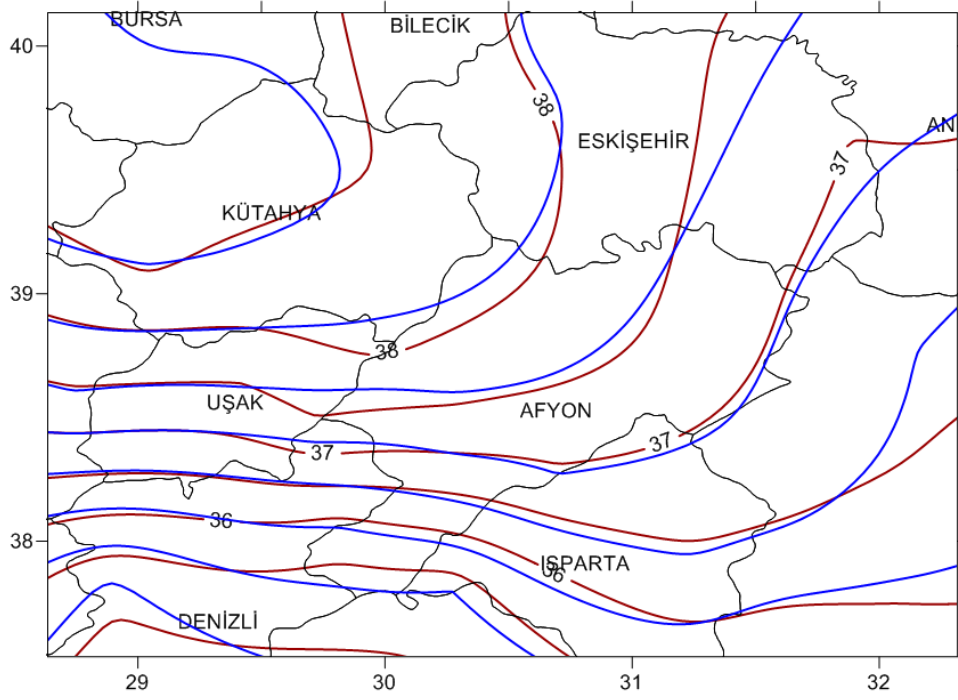 BURSA
BİLECİK
40
38
ESKİŞEHİR
AN
37
KÜTAHYA
39
38
UŞAK
AFYON
37
37
36
38
ISPARTA
36
DENİZLİ
29
30
31
32